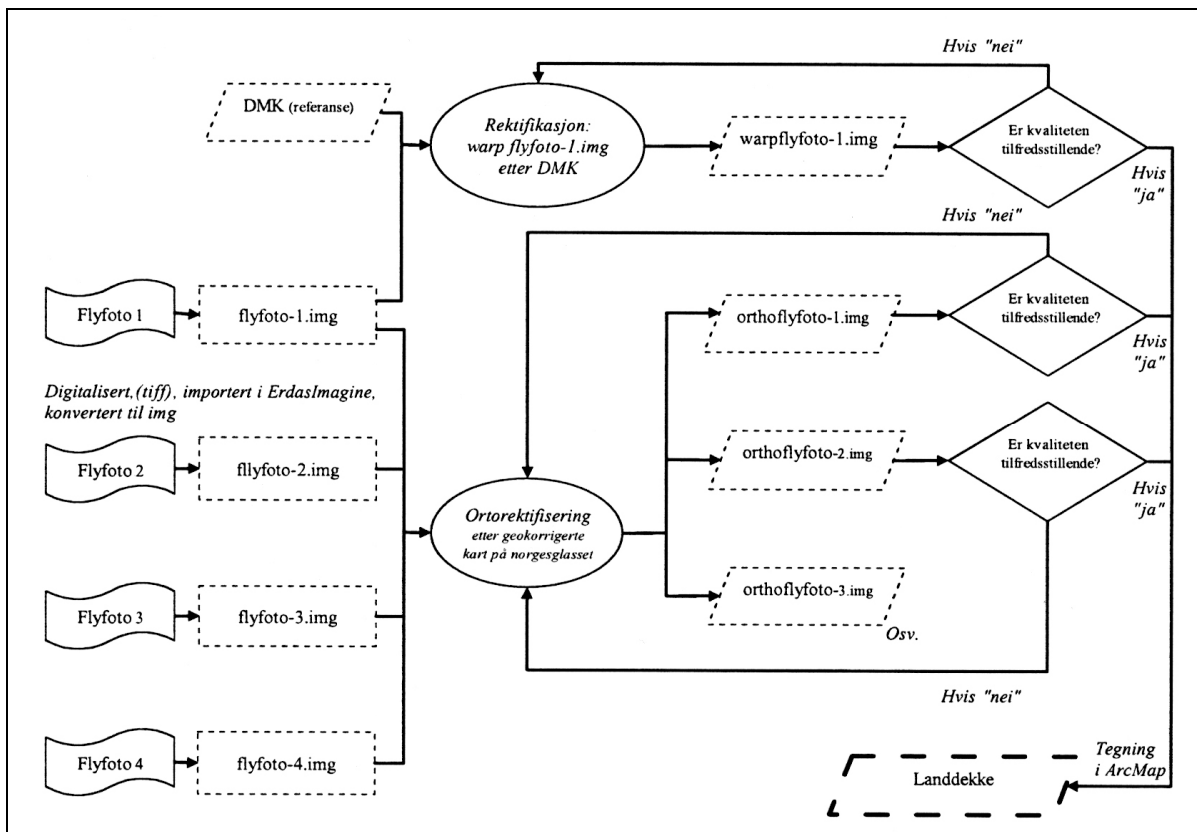 Hvis "nei"
DMK (referanse)
Rektifikasjon:
warp flyfoto-1.img
etter DMK
warpflyfoto-1.img
Er kvaliteten
tilfredsstillende?
Hvis
"ja"
Hvis "nei"
Flyfoto 1
flyfoto-1.img
orthoflyfoto-1.img
Er kvaliteten
tilfredsstillende?
Hvis
"ja"
Digitalisert,(tiff), importert i ErdasImagine,
konvertert til img
Flyfoto 2
fllyfoto-2.img
orthoflyfoto-2.img
Er kvaliteten
tilfredsstillende?
Hvis
"ja"
Ortorektifisering
etter geokorrigerte
kart på norgesglasset
Flyfoto 3
flyfoto-3.img
orthoflyfoto-3.img
Osv.
Hvis "nei"
Flyfoto 4
flyfoto-4.img
Tegning
i ArcMap
Landdekke